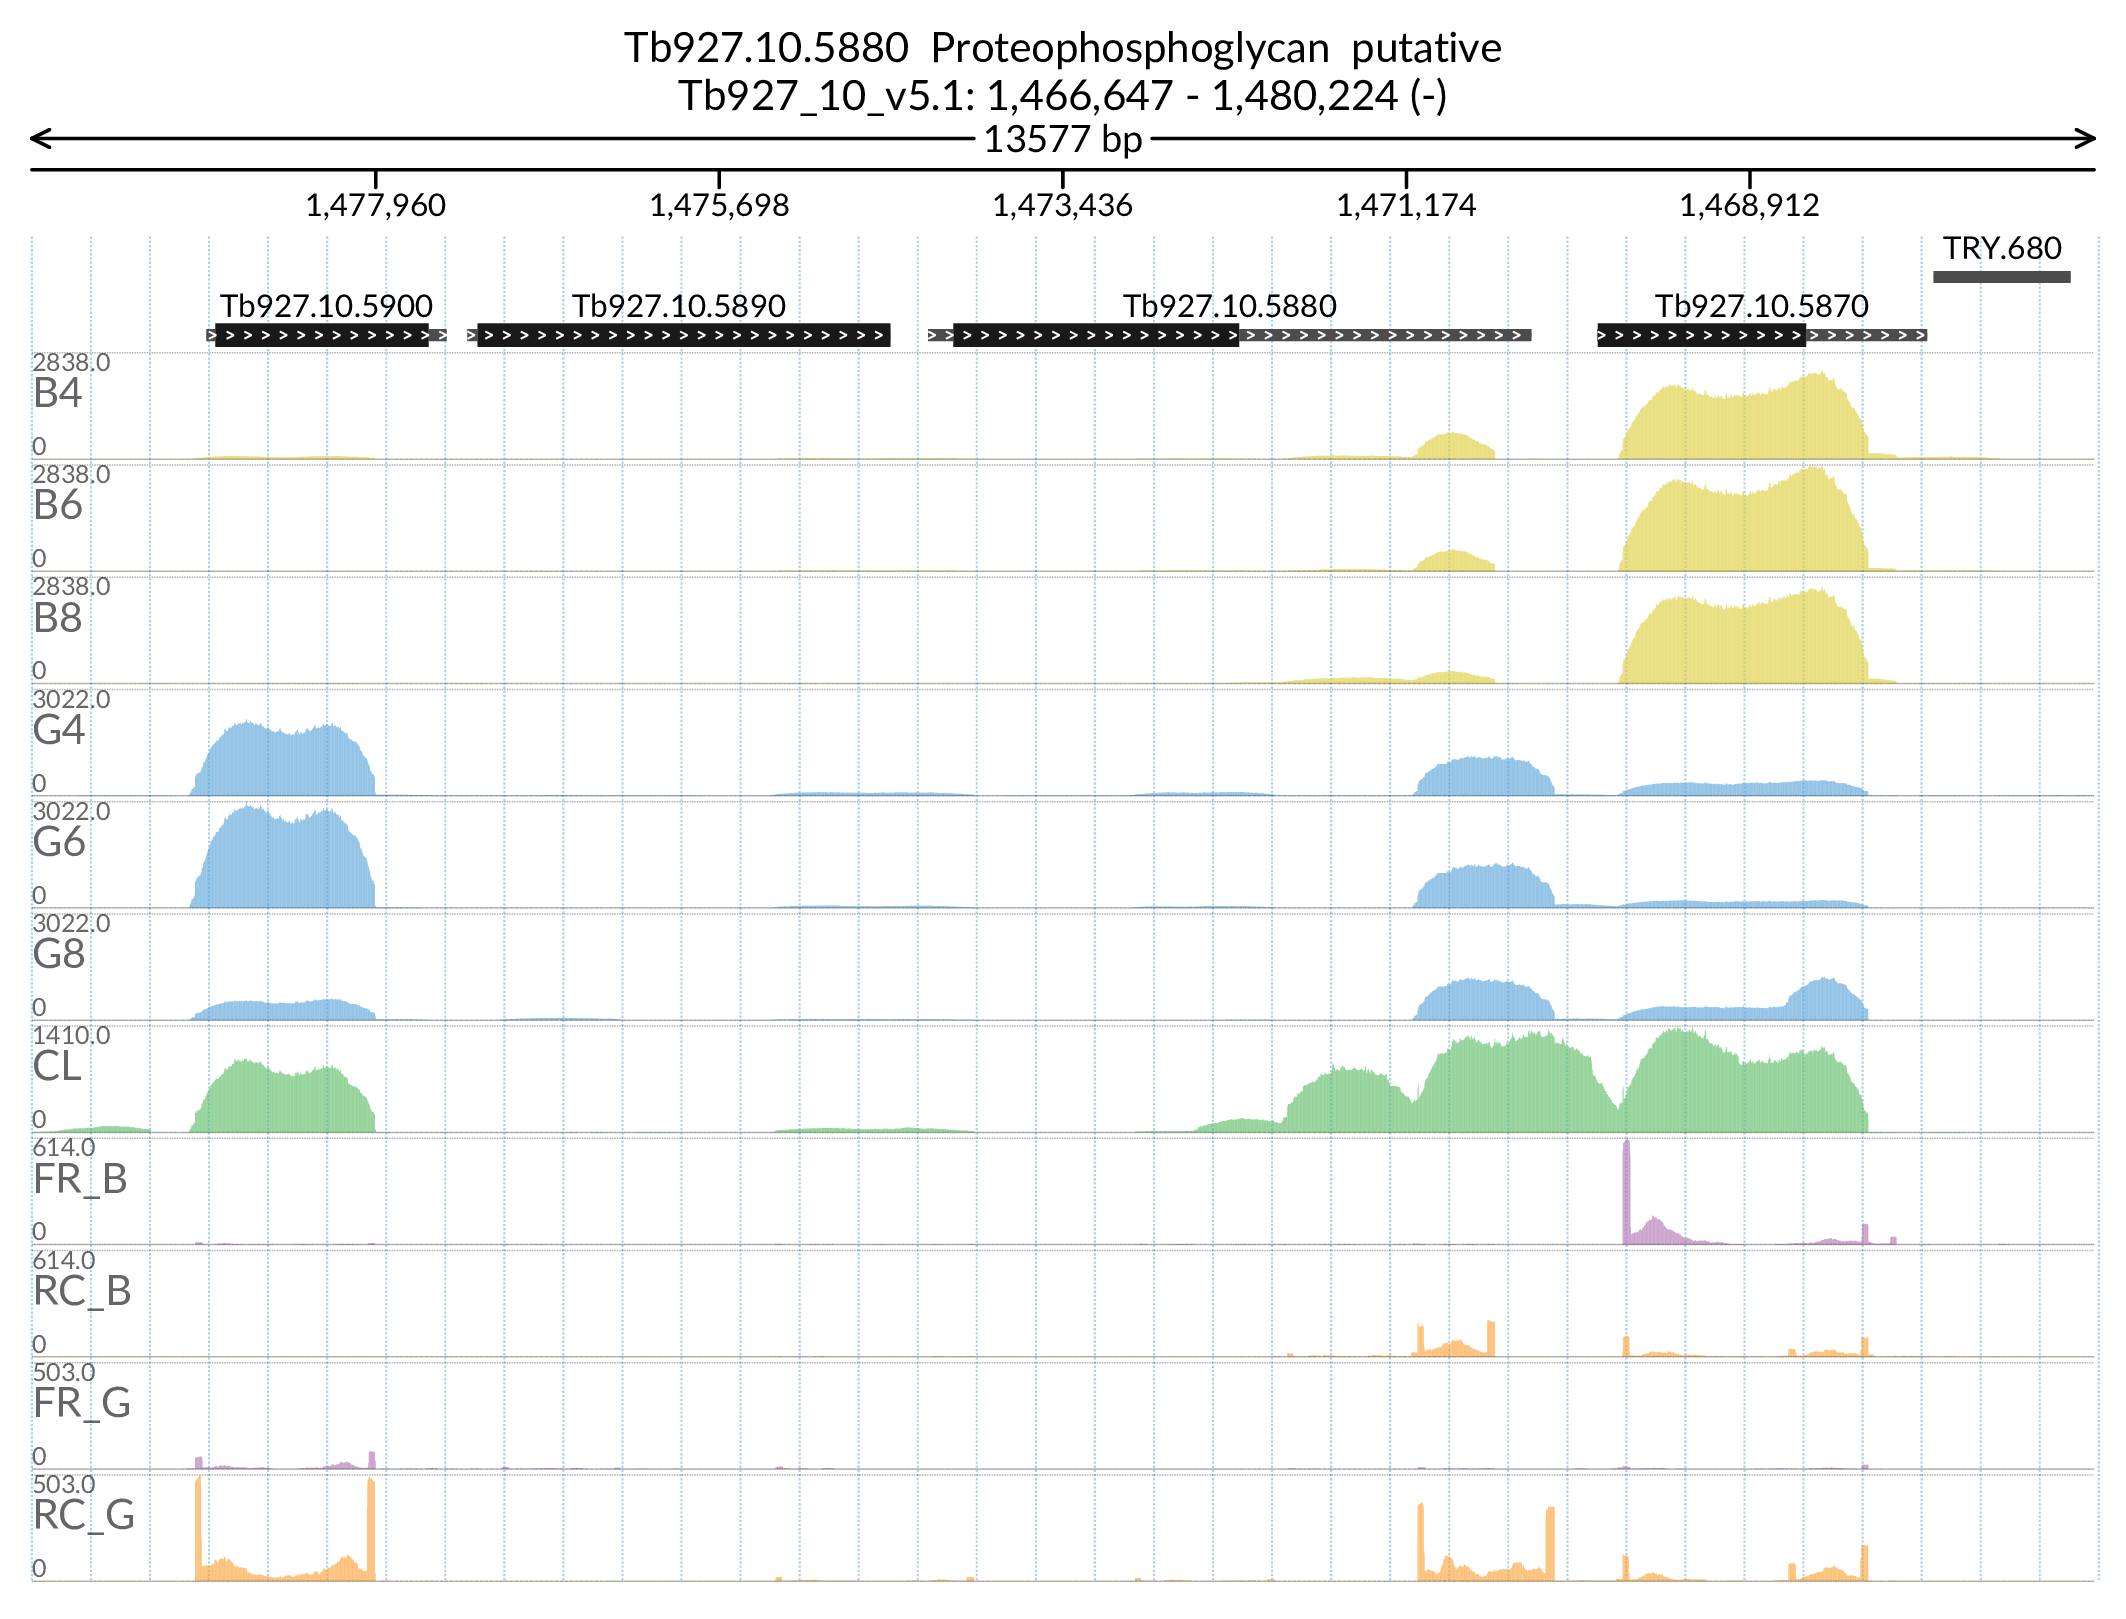 Tb927.10.5880 Proteophosphoglycan putative
Tb927_10_v5.1: 1,466,647 - 1,480,224 (-)
13577 bp
1,477,960 1,475,698 1,473,436 1,471,174 1,468,912
TRY.680
Tb927.10.5900 Tb927.10.5890 Tb927.10.5880 Tb927.10.5870
2838.0
B4
0
2838.0
B6
0
2838.0
B8
0
3022.0
G4
0
3022.0
G6
0
3022.0
G8
0
1410.0
CL
0
614.0
FR_B
0
614.0
RC_B
0
503.0
FR_G
0
503.0
RC_G
0